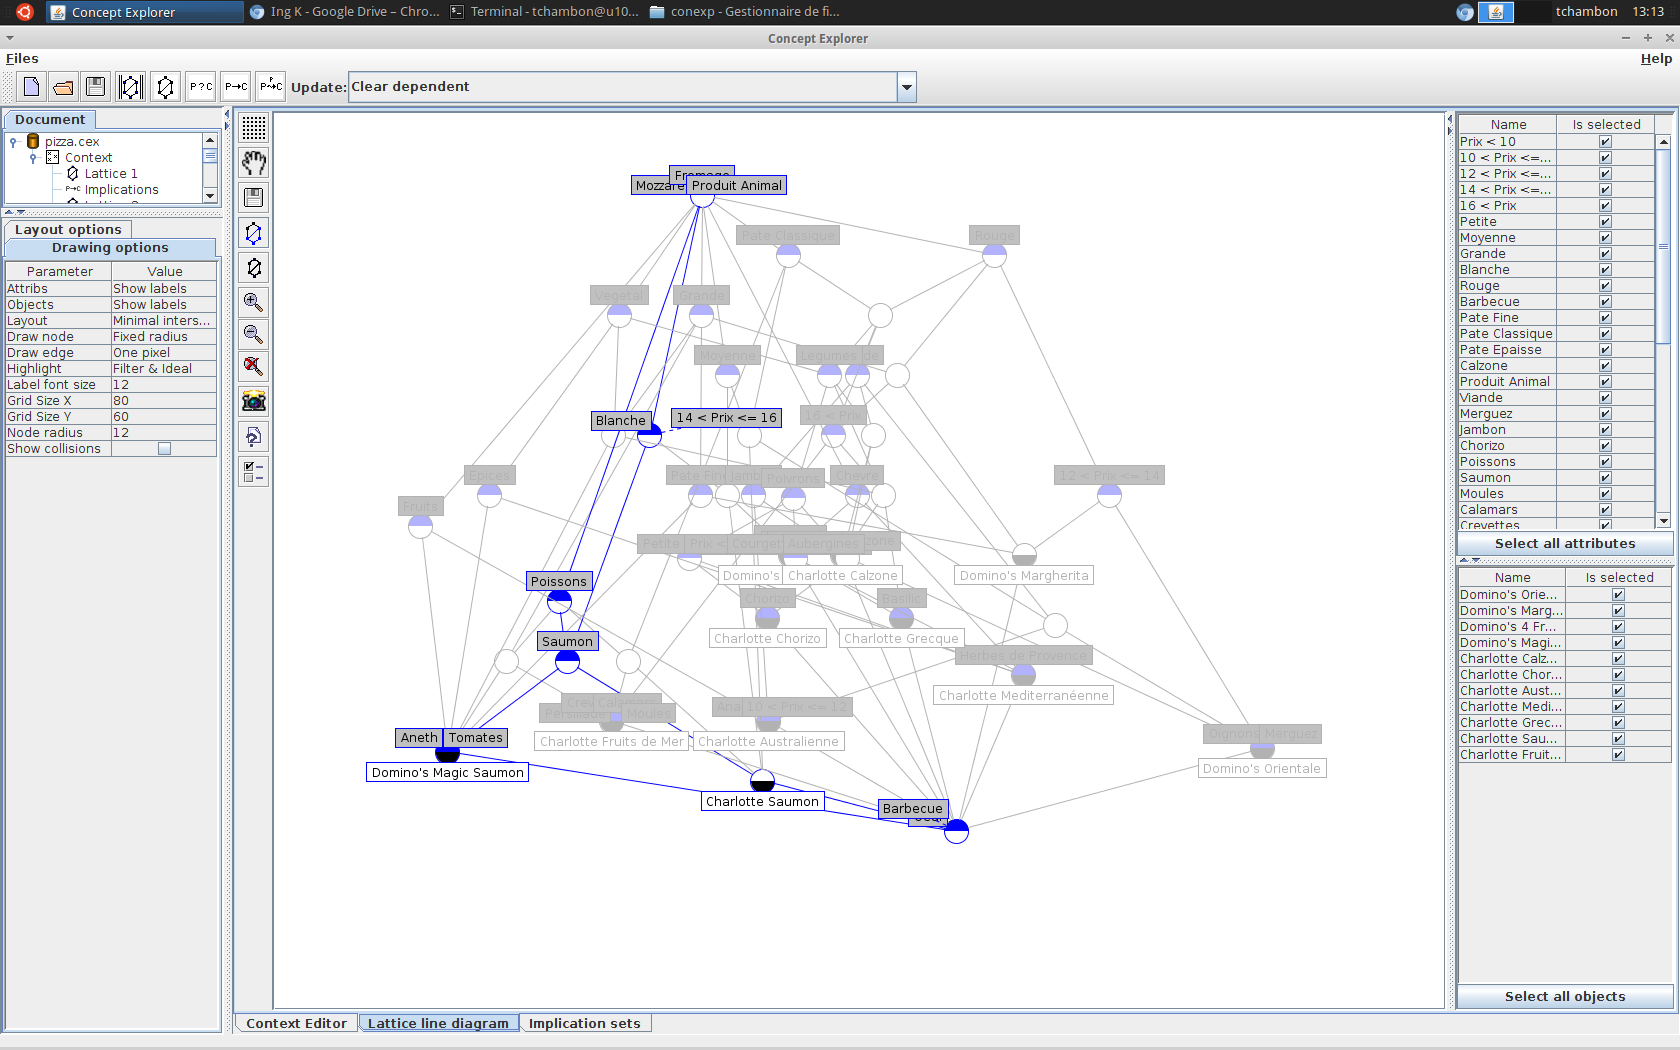 Concept Explorer
Ing K - Google Drive – Chro...
Terminal - tchambon@u10...
conexp - Gestionnaire de fi...
tchambon
13:13
Concept Explorer
Files
Help
P?C
P→C
Update:
Clear dependent
Document
pizza.cex
Context
Lattice 1
Implications
Layout options
Drawing options
Parameter Value
Attribs Show labels
Objects Show labels
Layout Minimal inters...
Draw node Fixed radius
Draw edge One pixel
Highlight Filter & Ideal
Label font size 12
Grid Size X 80
Grid Size Y 60
Node radius 12
Show collisions
Fromage
Mozzare
Produit Animal
Pate Classique
Rouge
Vegetal
Grande
Moyenne
Legumes
de
Blanche
14 < Prix <= 16
16 < Prix
Epices
Pate Fin
Jamb
Poivrons
Chevre
12 < Prix <= 14
Fruits
Petite
Prix <
Courget
Aubergines
zone
Domino's
Charlotte Calzone
Domino's Margherita
Poissons
Chorizo
Basilic
Saumon
Charlotte Chorizo
Charlotte Grecque
Herbes de Provence
Charlotte Mediterranéenne
Crev
Moules
Ana
10 < Prix <= 12
Aneth
Tomates
Charlotte Fruits de Mer
Charlotte Australienne
Oignons
Merguez
Domino's Magic Saumon
Domino's Orientale
Charlotte Saumon
Barbecue
Name Is selected
Prix < 10
10 < Prix <=...
12 < Prix <=...
14 < Prix <=...
16 < Prix
Petite
Moyenne
Grande
Blanche
Rouge
Barbecue
Pate Fine
Pate Classique
Pate Epaisse
Calzone
Produit Animal
Viande
Merguez
Jambon
Chorizo
Poissons
Saumon
Moules
Calamars
Crevettes
Select all attributes
Name Is selected
Domino's Orie...
Domino's Marg...
Domino's 4 Fr...
Domino's Magi...
Charlotte Calz...
Charlotte Chor...
Charlotte Aust...
Charlotte Medi...
Charlotte Grec...
Charlotte Sau...
Charlotte Fruit...
Select all objects
Context Editor
Lattice line diagram
Implication sets